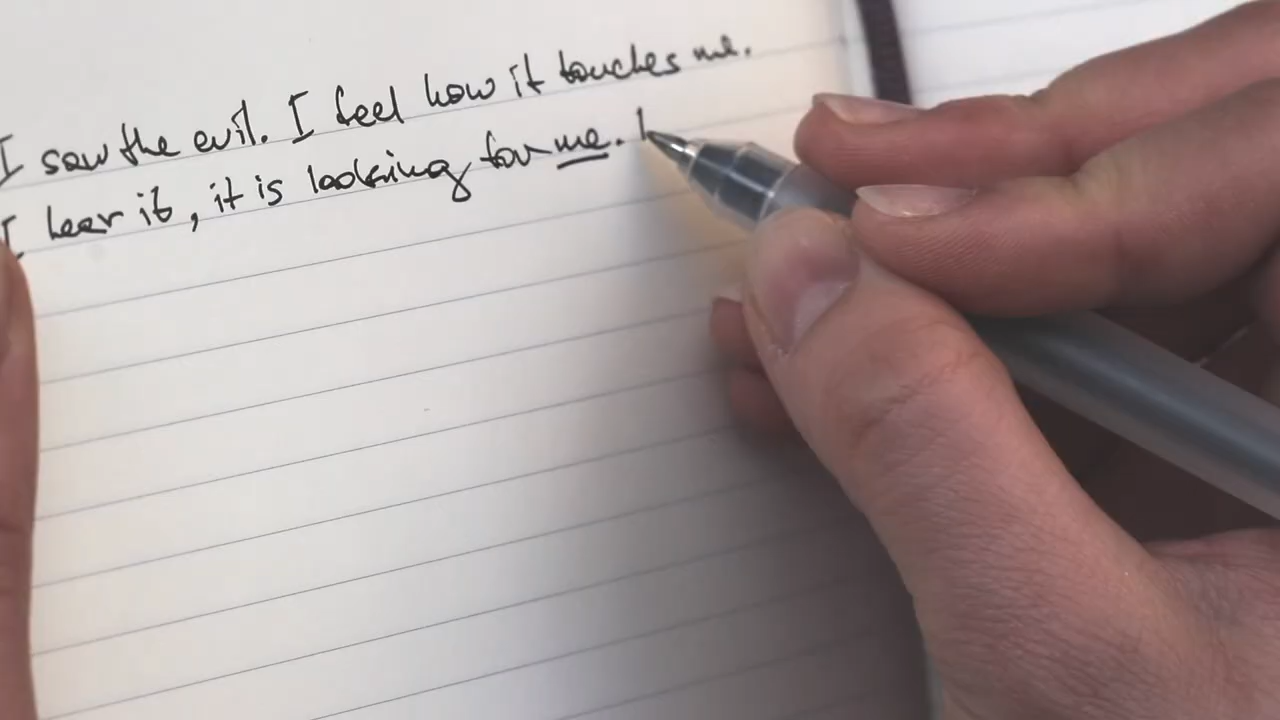 I saw the evil. I feel how it touches me.
I hear it, it is looking for me. I